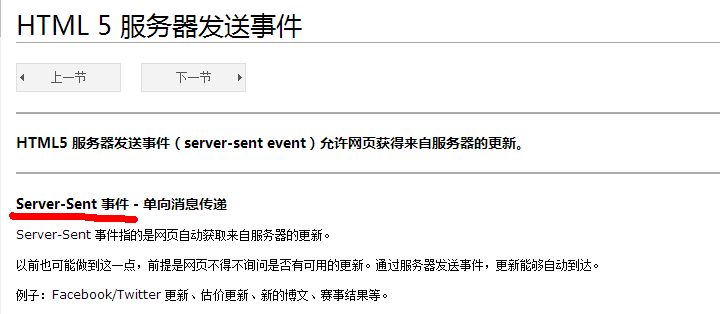 HTML 5 服务器发送事件
上一节 下一节
HTML5 服务器发送事件（server-sent event）允许网页获得来自服务器的更新。
Server-Sent 事件 - 单向消息传递
Server-Sent 事件指的是网页自动获取来自服务器的更新。
以前也可能做到这一点，前提是网页不得不询问是否有可用的更新。通过服务器发送事件，更新能够自动到达。
例子：Facebook/Twitter 更新、估价更新、新的博文、赛事结果等。